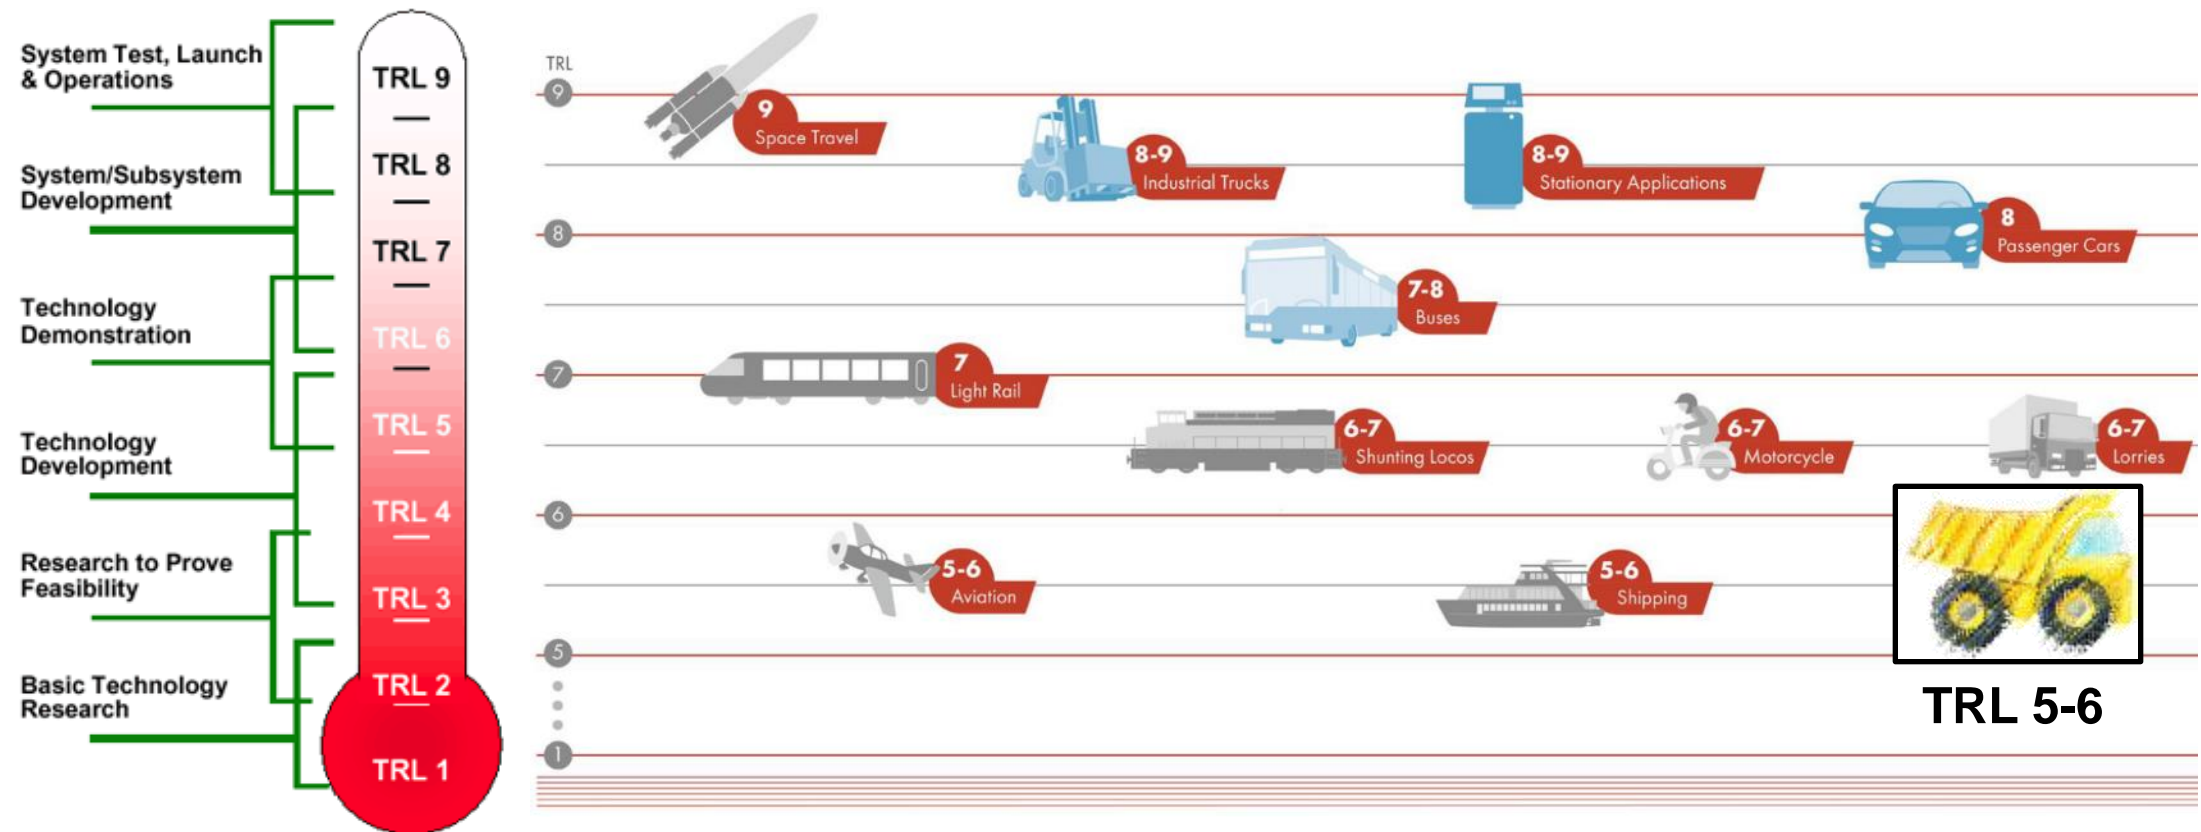 System Test, Launch
& Operations
System/Subsystem
Development
Technology
Demonstration
Technology
Development
Research to Prove
Feasibility
Basic Technology
Research
TRL 9
TRL 8
TRL 7
TRL 6
TRL 5
TRL 4
TRL 3
TRL 2
TRL 1
TRL
9
9
Space Travel
8-9
Industrial Trucks
8-9
Stationary Applications
8
8
Passenger Cars
7-8
Buses
7
7
Light Rail
6-7
Shunting Locos
6-7
Motorcycle
6-7
Lorries
6
5-6
Aviation
5-6
Shipping
5
TRL 5-6
1